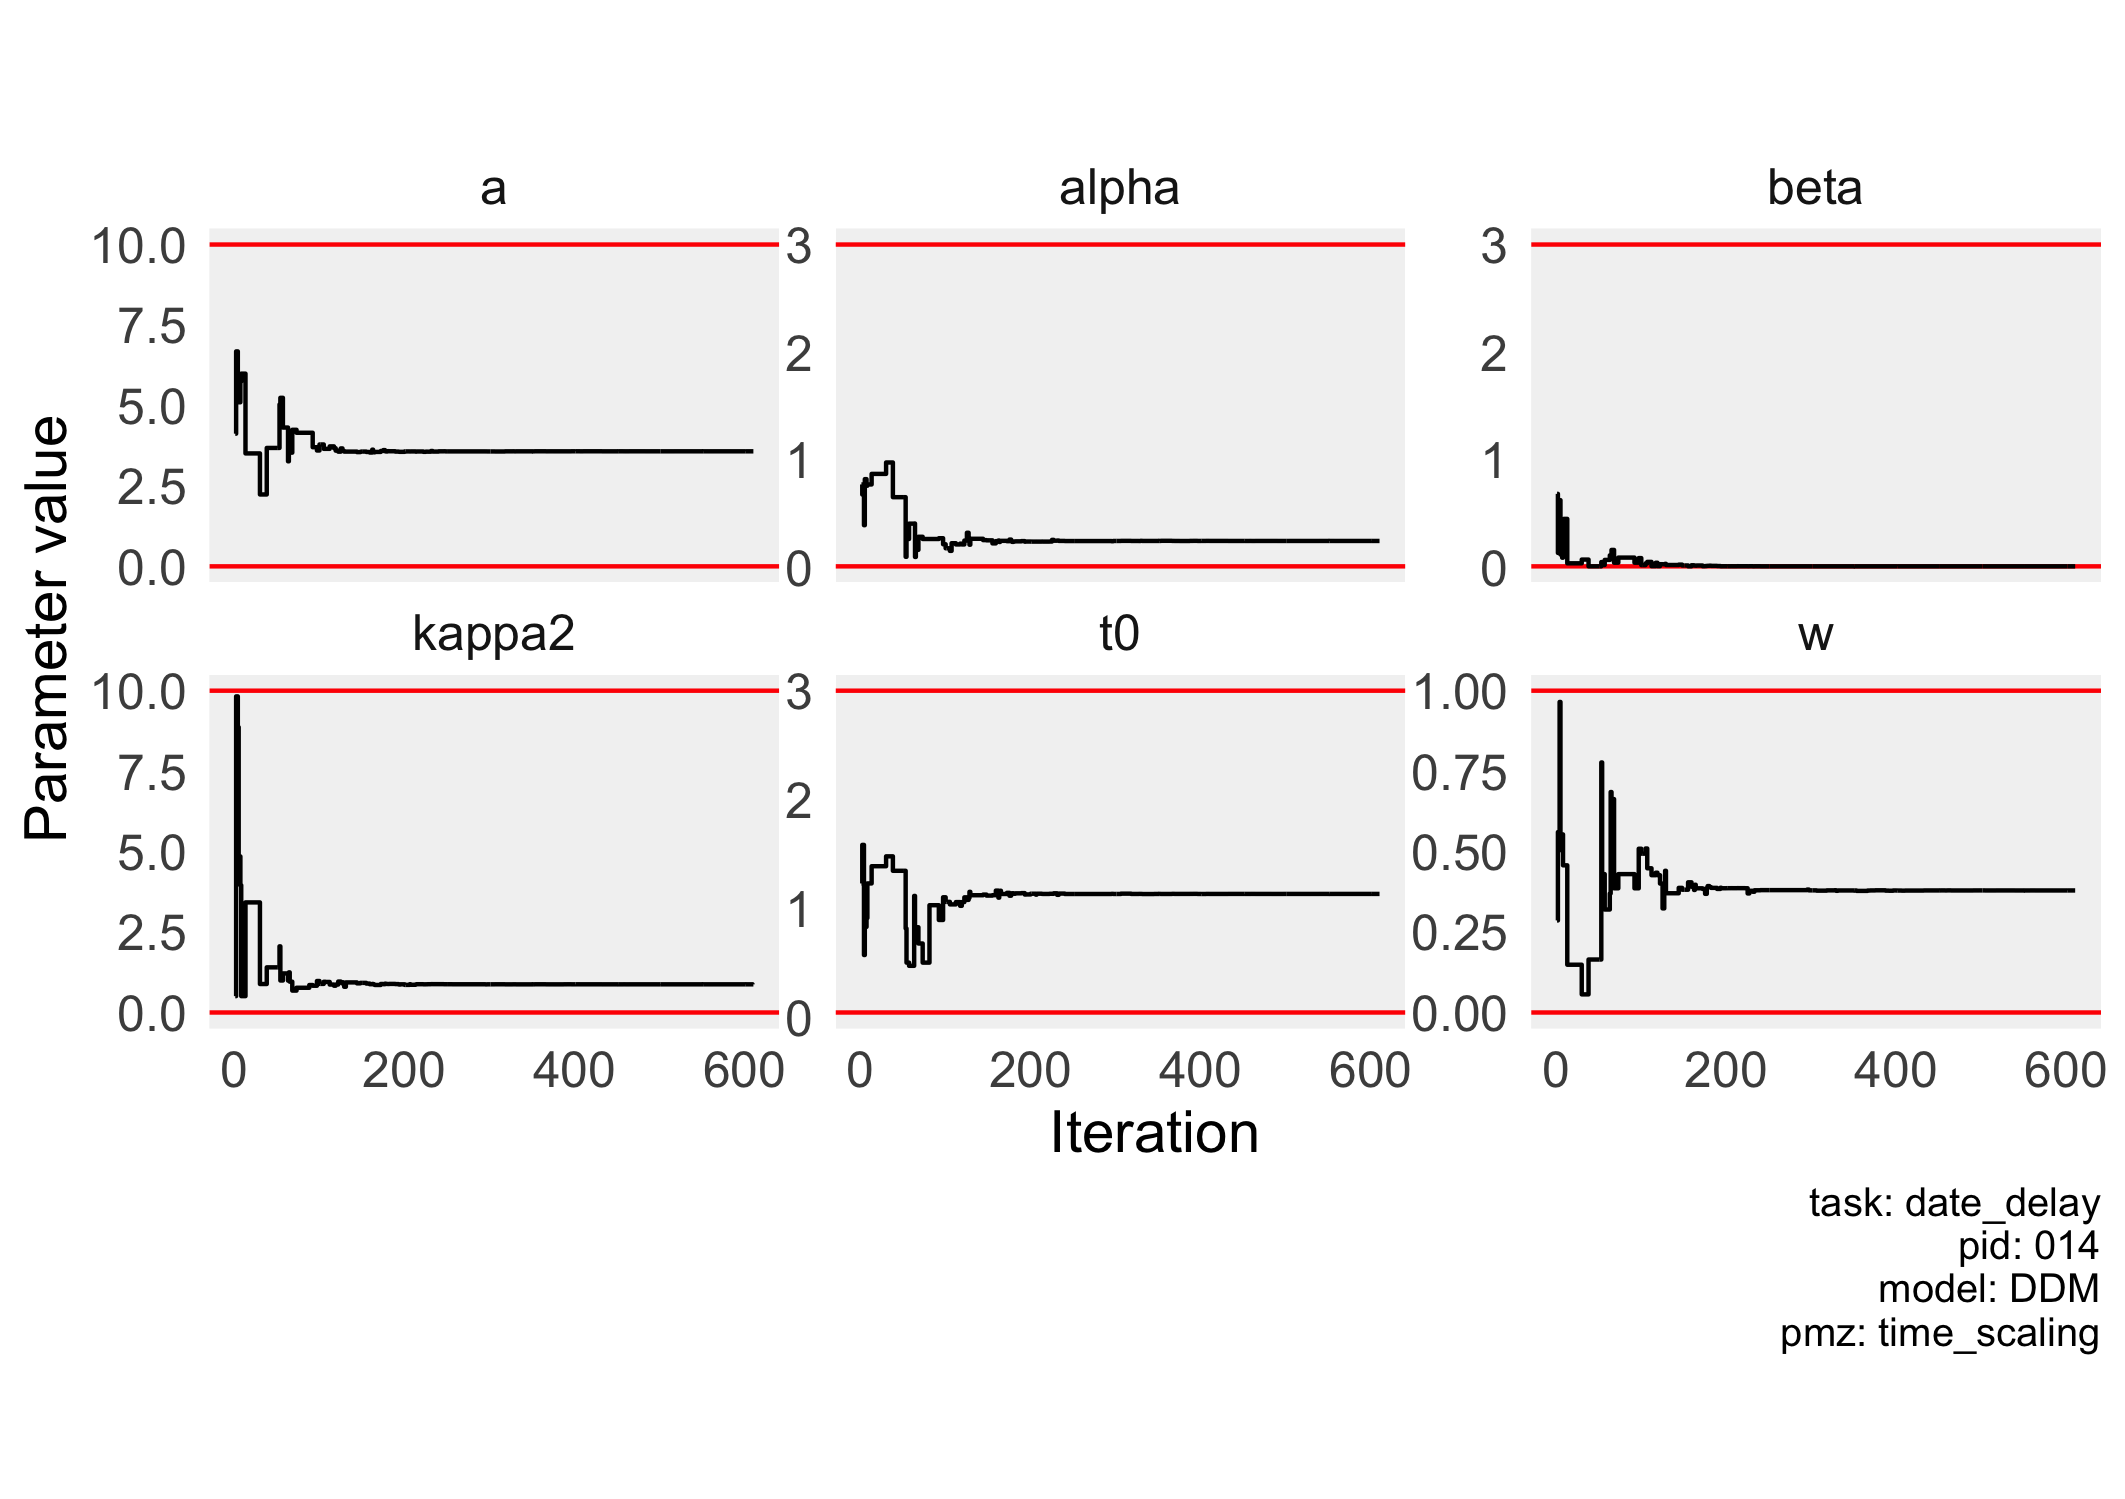 a
alpha
beta
10.0
7.5
5.0
2.5
0.0
3
2
1
0
3
2
1
0
kappa2
t0
w
10.0
7.5
5.0
2.5
0.0
3
2
1
0
1.00
0.75
0.50
0.25
0.00
0 200 400 600
0 200 400 600
0 200 400 600
Parameter value
Iteration
task: date_delay
pid: 014
model: DDM
pmz: time_scaling